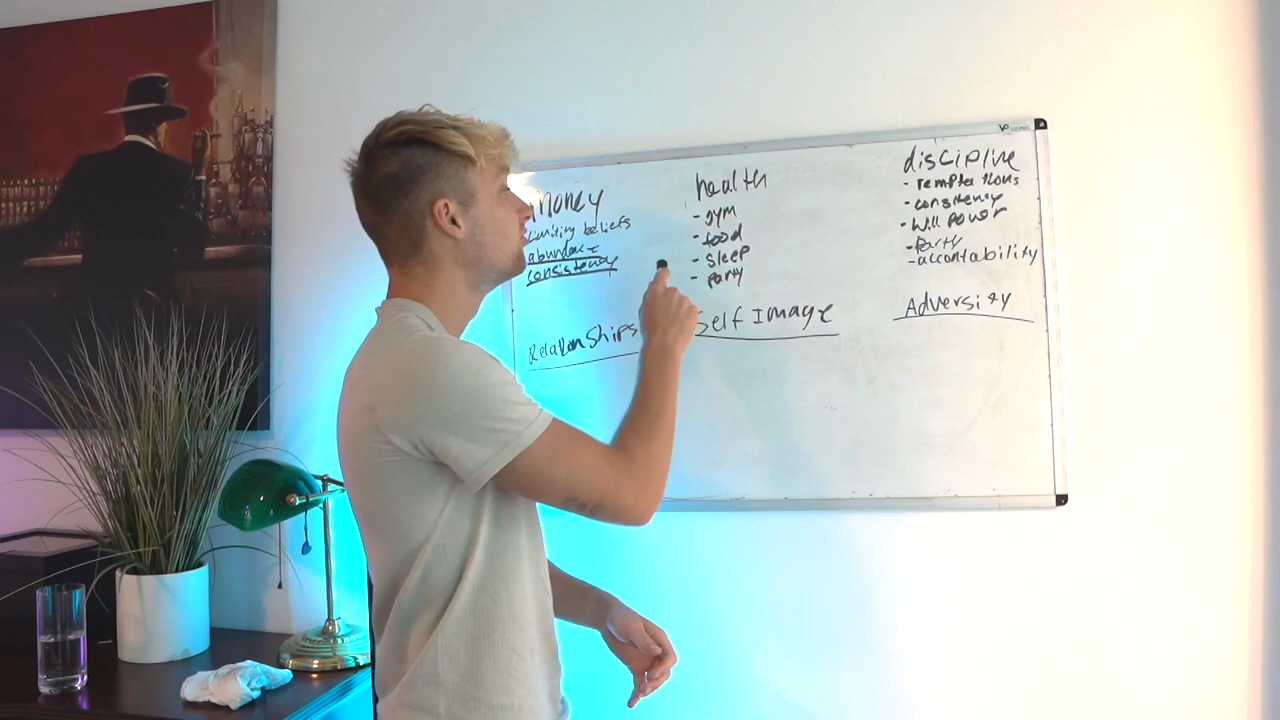 money
limiting beliefs
abundance
consistency
Relationships
health
- gym
- food
- sleep
- party
Self Image
discipline
- temptations
- consistency
- Will power
- Party
- accontability
Adversity